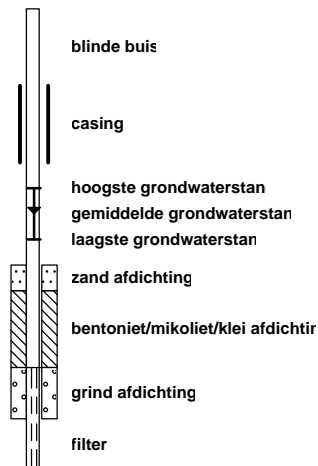 blinde buis
casing
hoogste grondwaterstan
gemiddelde grondwaterstan
laagste grondwaterstan
zand afdichting
bentoniet/mikoliet/klei afdichtin
grind afdichting
filter